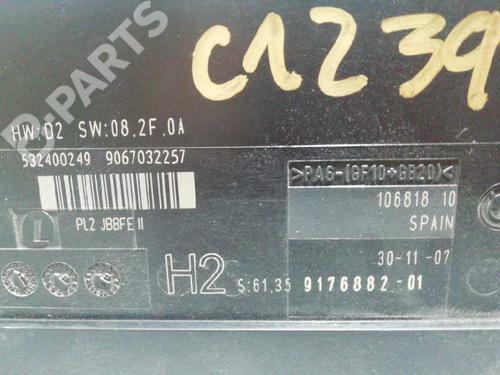 B-PARTS
C1239
HW:02 SW:08.2F.0A
532400249 9067032257
>PA6-(GF10+GB20)<
PL2 JBBFE II
L
106818 10
SPAIN
30-11-07
H2
S:61.35 9176882-01